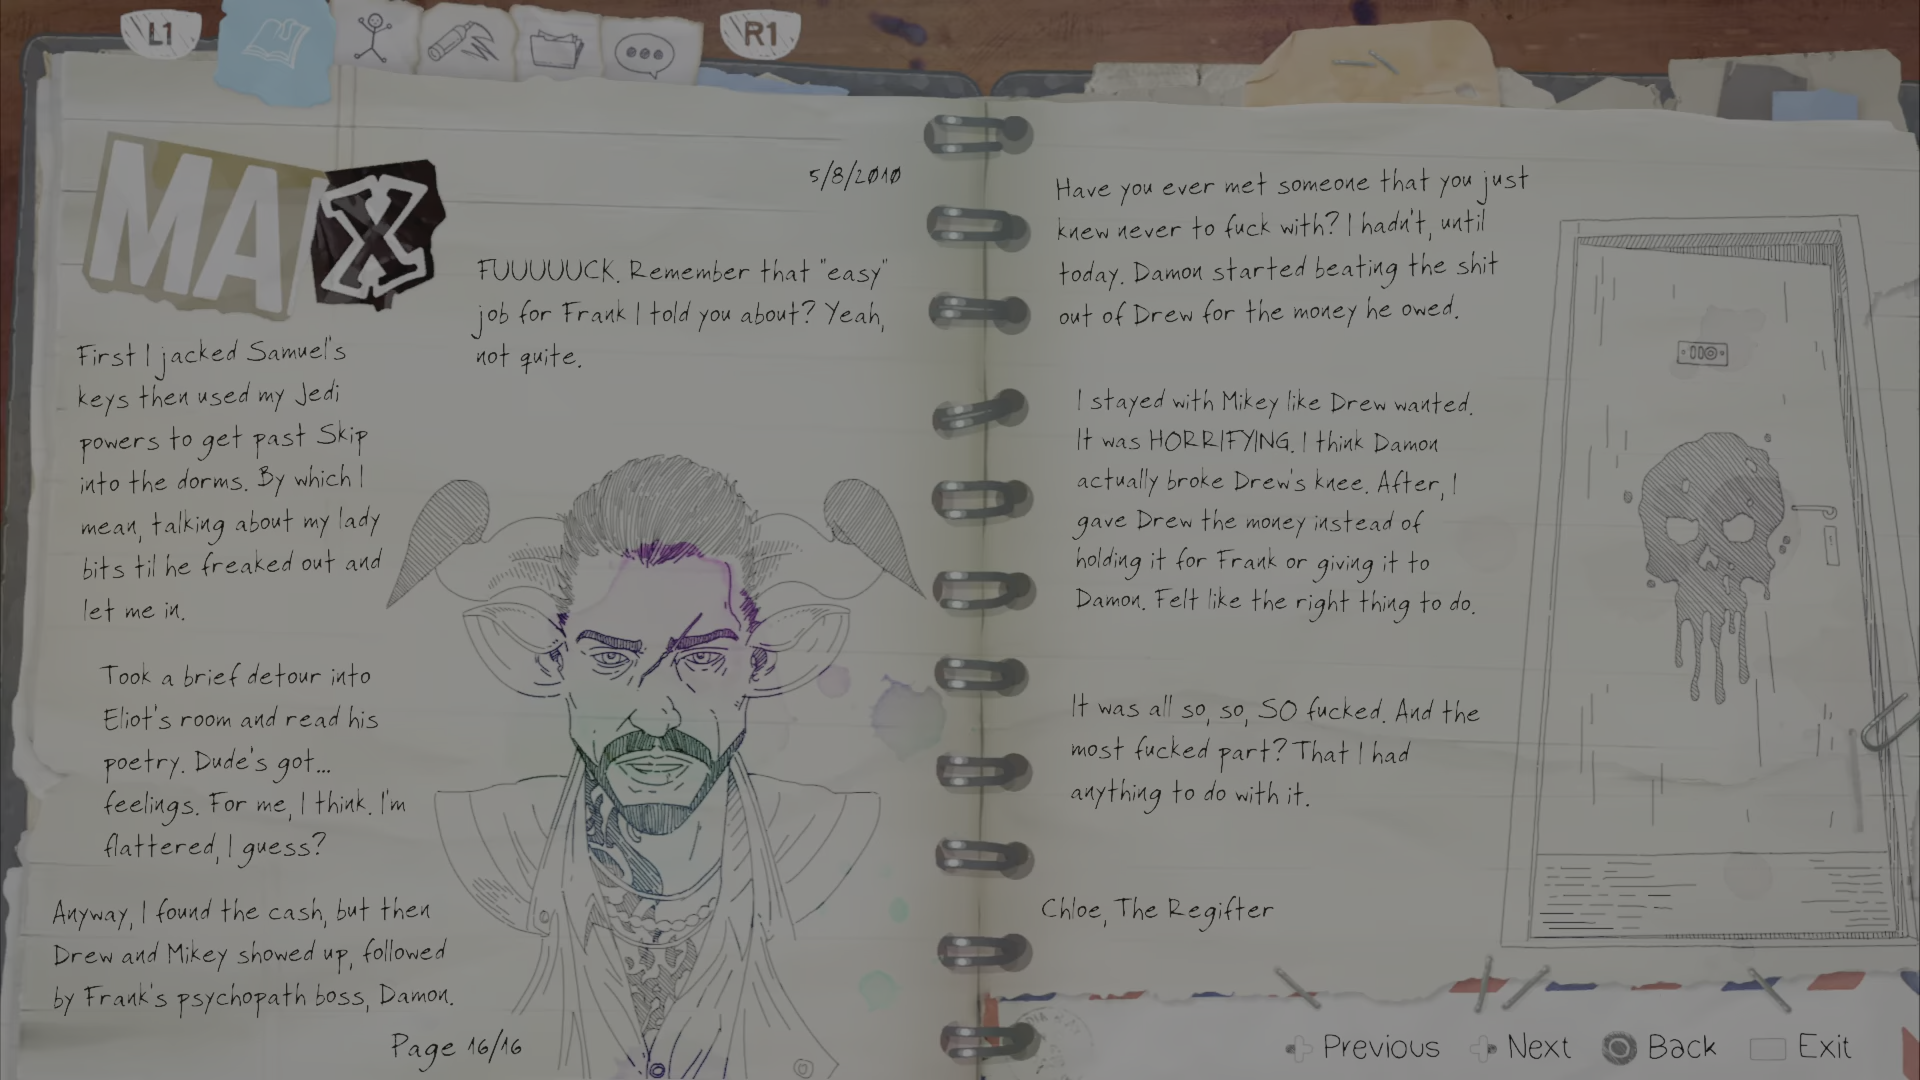 L1
R1
MAX
5/8/2010
FUUUUUCK. Remember that "easy"
job for Frank I told you about? Yeah,
not quite.
First I jacked Samuel's
keys then used my Jedi
powers to get past Skip
into the dorms. By which I
mean, talking about my lady
bits til he freaked out and
let me in.
Took a brief detour into
Eliot's room and read his
poetry. Dude's got...
feelings. For me, I think. I'm
flattered, I guess?
Anyway, I found the cash, but then
Drew and Mikey showed up, followed
by Frank's psychopath boss, Damon.
Page 16/16
Have you ever met someone that you just
knew never to fuck with? I hadn't, until
today. Damon started beating the shit
out of Drew for the money he owed.
I stayed with Mikey like Drew wanted.
It was HORRIFYING. I think Damon
actually broke Drew's knee. After, I
gave Drew the money instead of
holding it for Frank or giving it to
Damon. Felt like the right thing to do.
It was all so, so, SO fucked. And the
most fucked part? That I had
anything to do with it.
Chloe, The Regifter
Previous
Next
Back
Exit